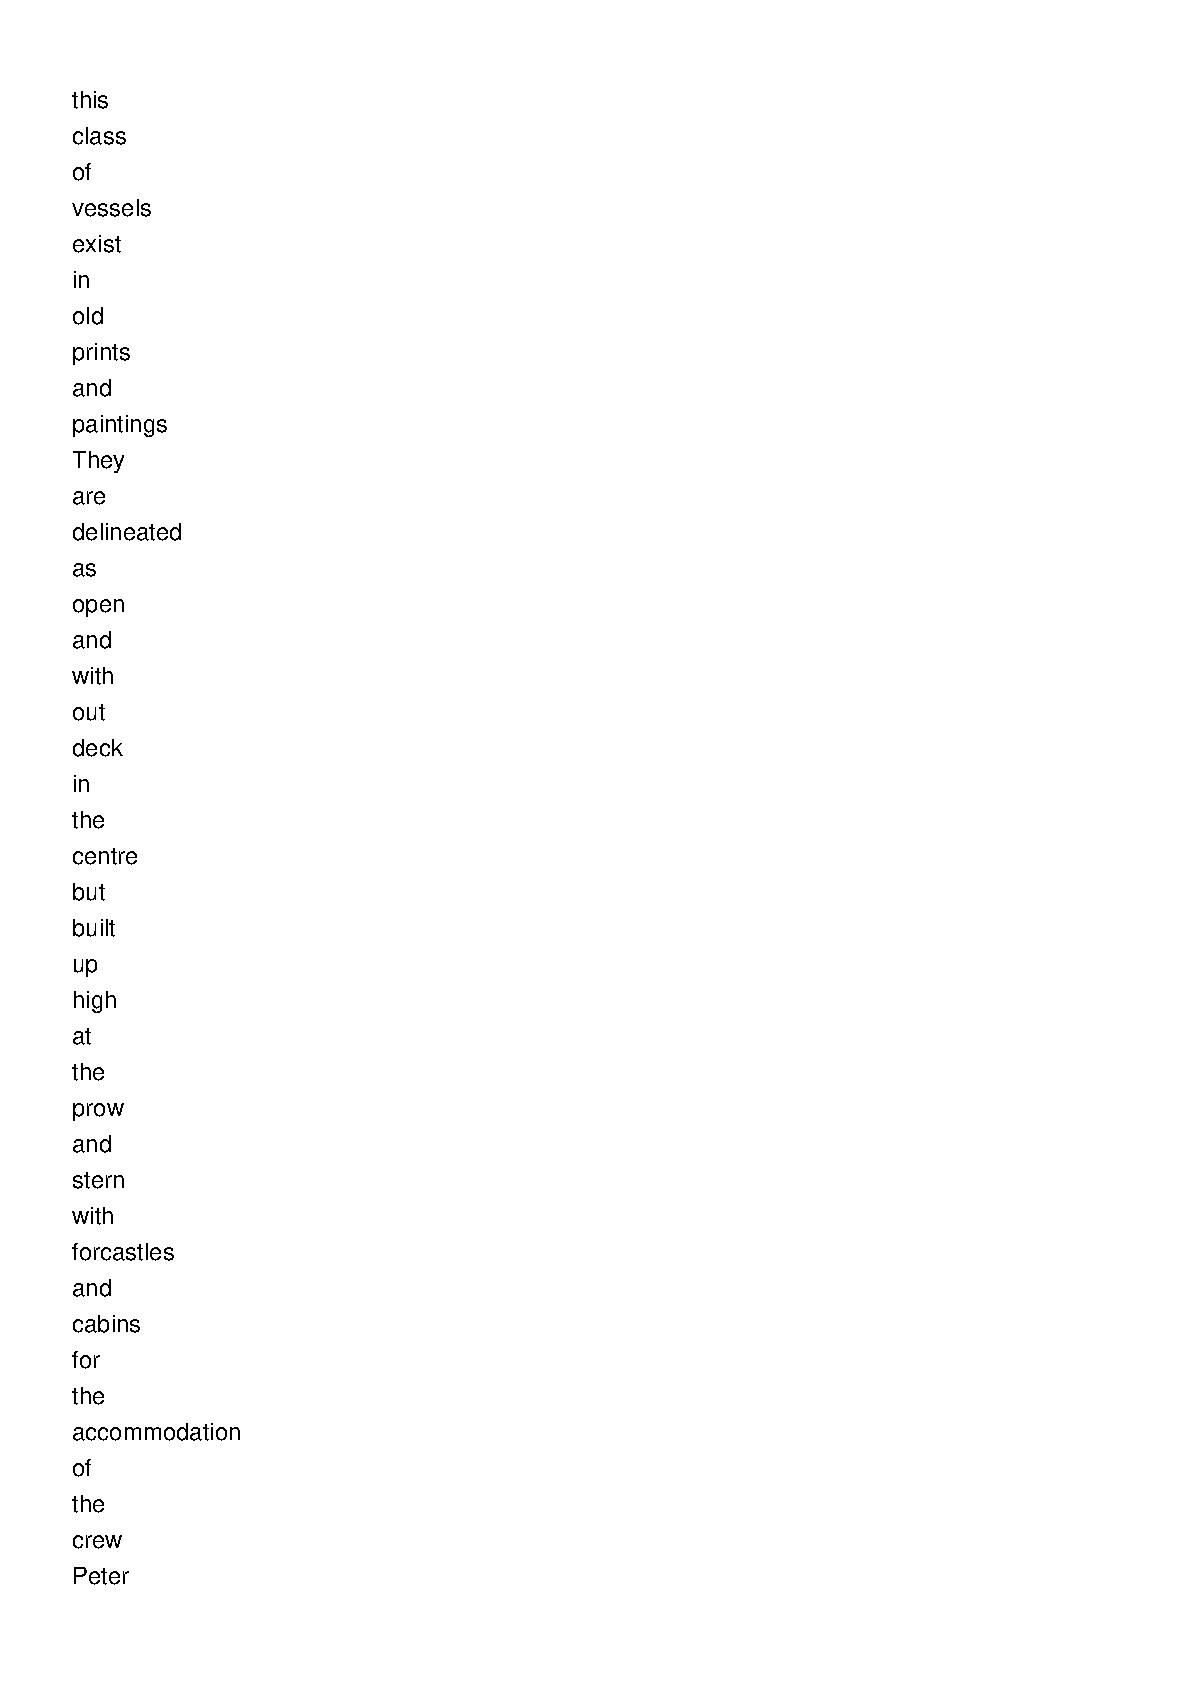 this
class
of
vessels
exist
in
old
prints
and
paintings
They
are
delineated
as
open
and
with
out
deck
in
the
centre
but
built
up
high
at
the
prow
and
stern
with
forcastles
and
cabins
for
the
accommodation
of
the
crew
Peter